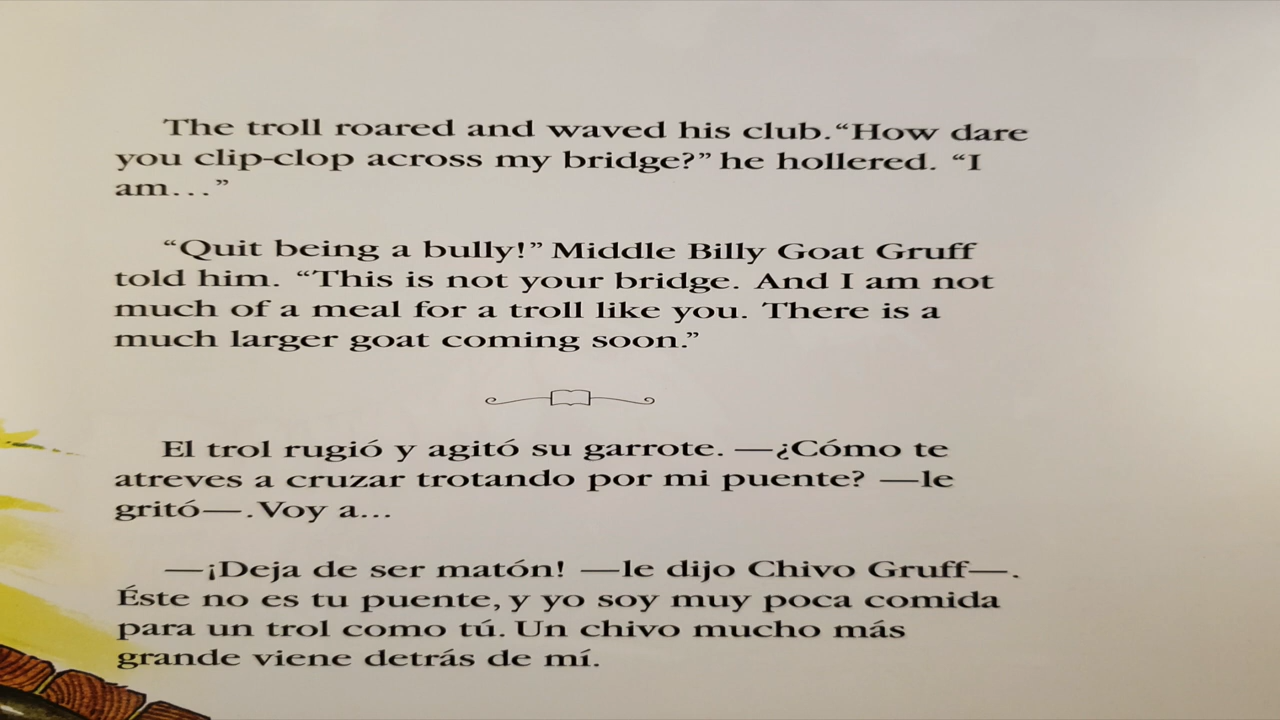 The troll roared and waved his club.“How dare
you clip-clop across my bridge?” he hollered. “I
am...”
“Quit being a bully!” Middle Billy Goat Gruff
told him. “This is not your bridge. And I am not
much of a meal for a troll like you. There is a
much larger goat coming soon.”
El trol rugió y agitó su garrote. —¿Cómo te
atreves a cruzar trotando por mi puente? —le
gritó—. Voy a...
—¡Deja de ser matón! —le dijo Chivo Gruff—.
Éste no es tu puente, y yo soy muy poca comida
para un trol como tú. Un chivo mucho más
grande viene detrás de mí.